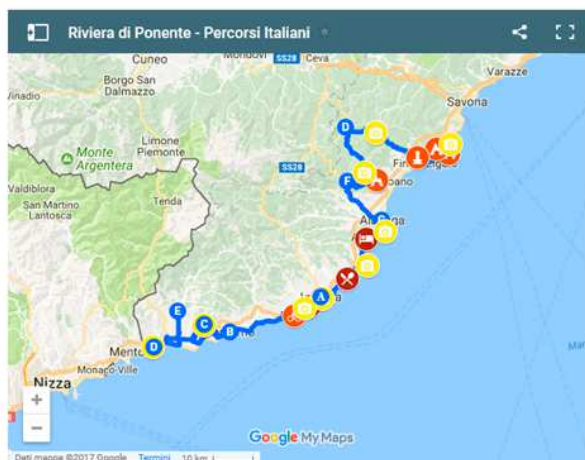 Riviera di Ponente - Percorsi Italiani
Cuneo
Mondovì
SS28
Ceva
Varazze
Vinadio
Borgo San
Dalmazzo
Savona
D
Limone
Piemonte
Monte
Argentera
SS28
Valdiblora
F
San Martino
Lantosca
Tenda
A
E
C
B
D
Monaco-Ville
Nizza
+
−
Google My Maps
Dati mappa ©2017 Google
Termini
10 km